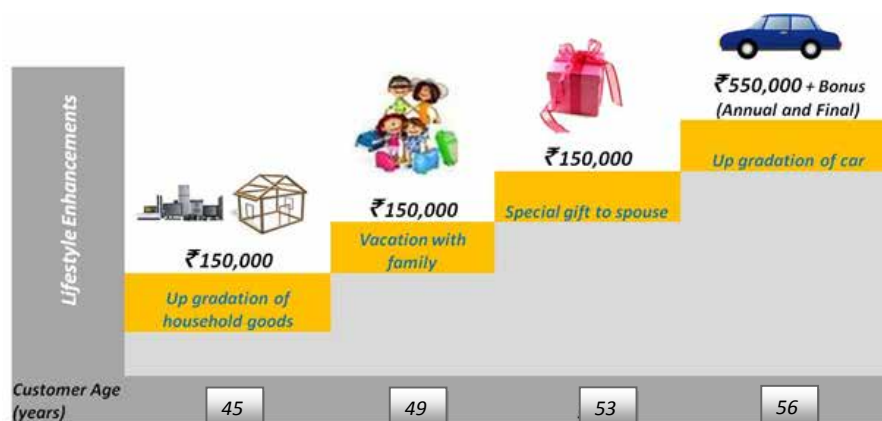 ₹550,000 + Bonus
(Annual and Final)
Up gradation of car
₹150,000
Special gift to spouse
₹150,000
Vacation with
family
₹150,000
Up gradation of
household goods
Lifestyle Enhancements
Customer Age
(years)
45
49
53
56